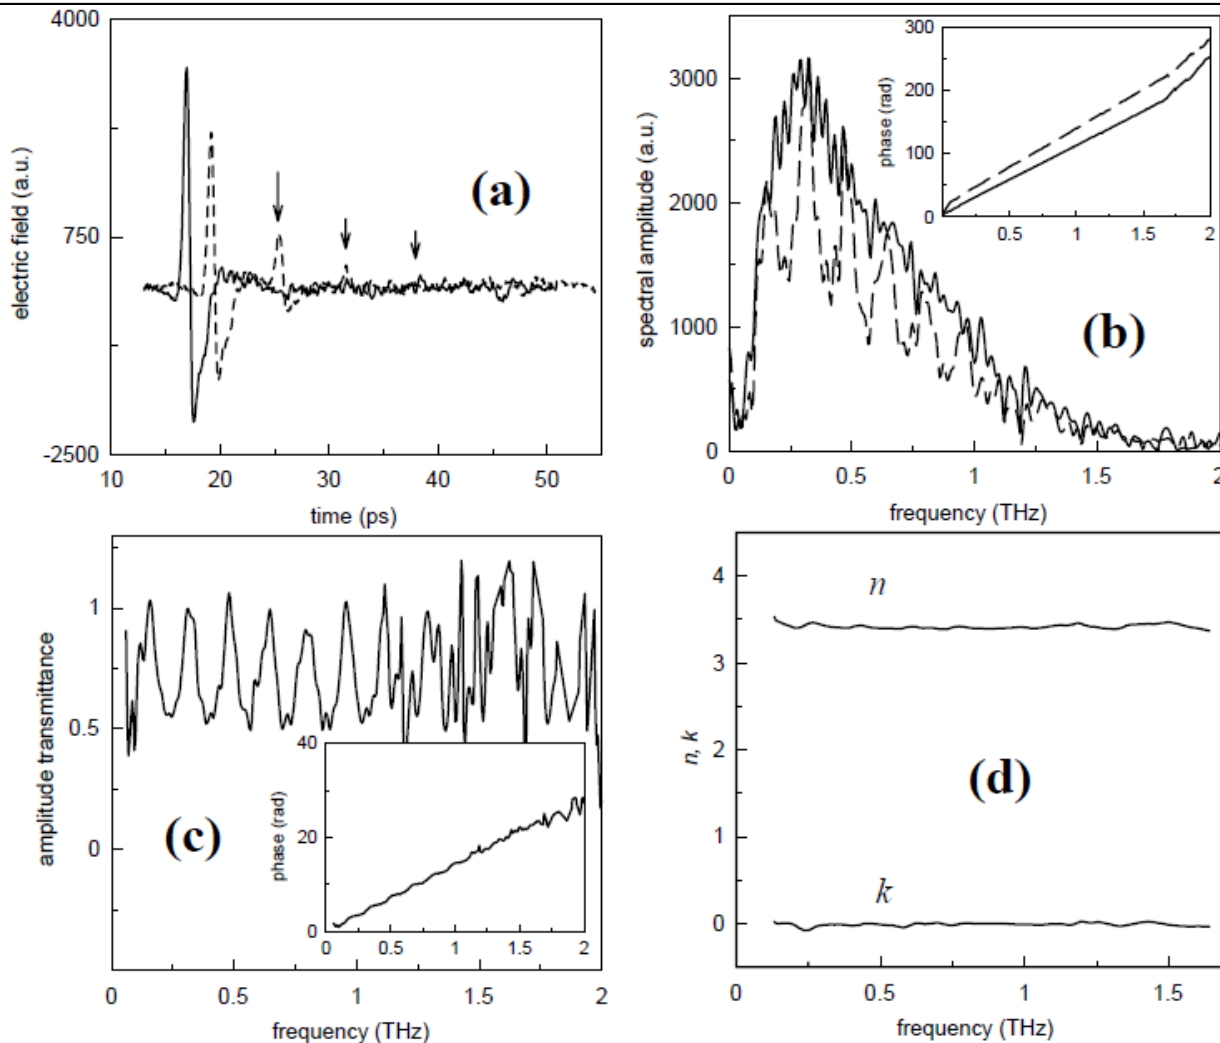 4000
750
-2500
electric field (a.u.)
10 20 30 40 50
time (ps)
(a)
3000
2000
1000
0
spectral amplitude (a.u.)
0 0.5 1 1.5 2
frequency (THz)
(b)
300
200
100
0
phase (rad)
0.5 1 1.5 2
1
0.5
0
amplitude transmittance
0 0.5 1 1.5 2
frequency (THz)
(c)
40
20
0
phase (rad)
0 0.5 1 1.5 2
4
3
2
1
0
n, k
0 0.5 1 1.5
frequency (THz)
n
(d)
k